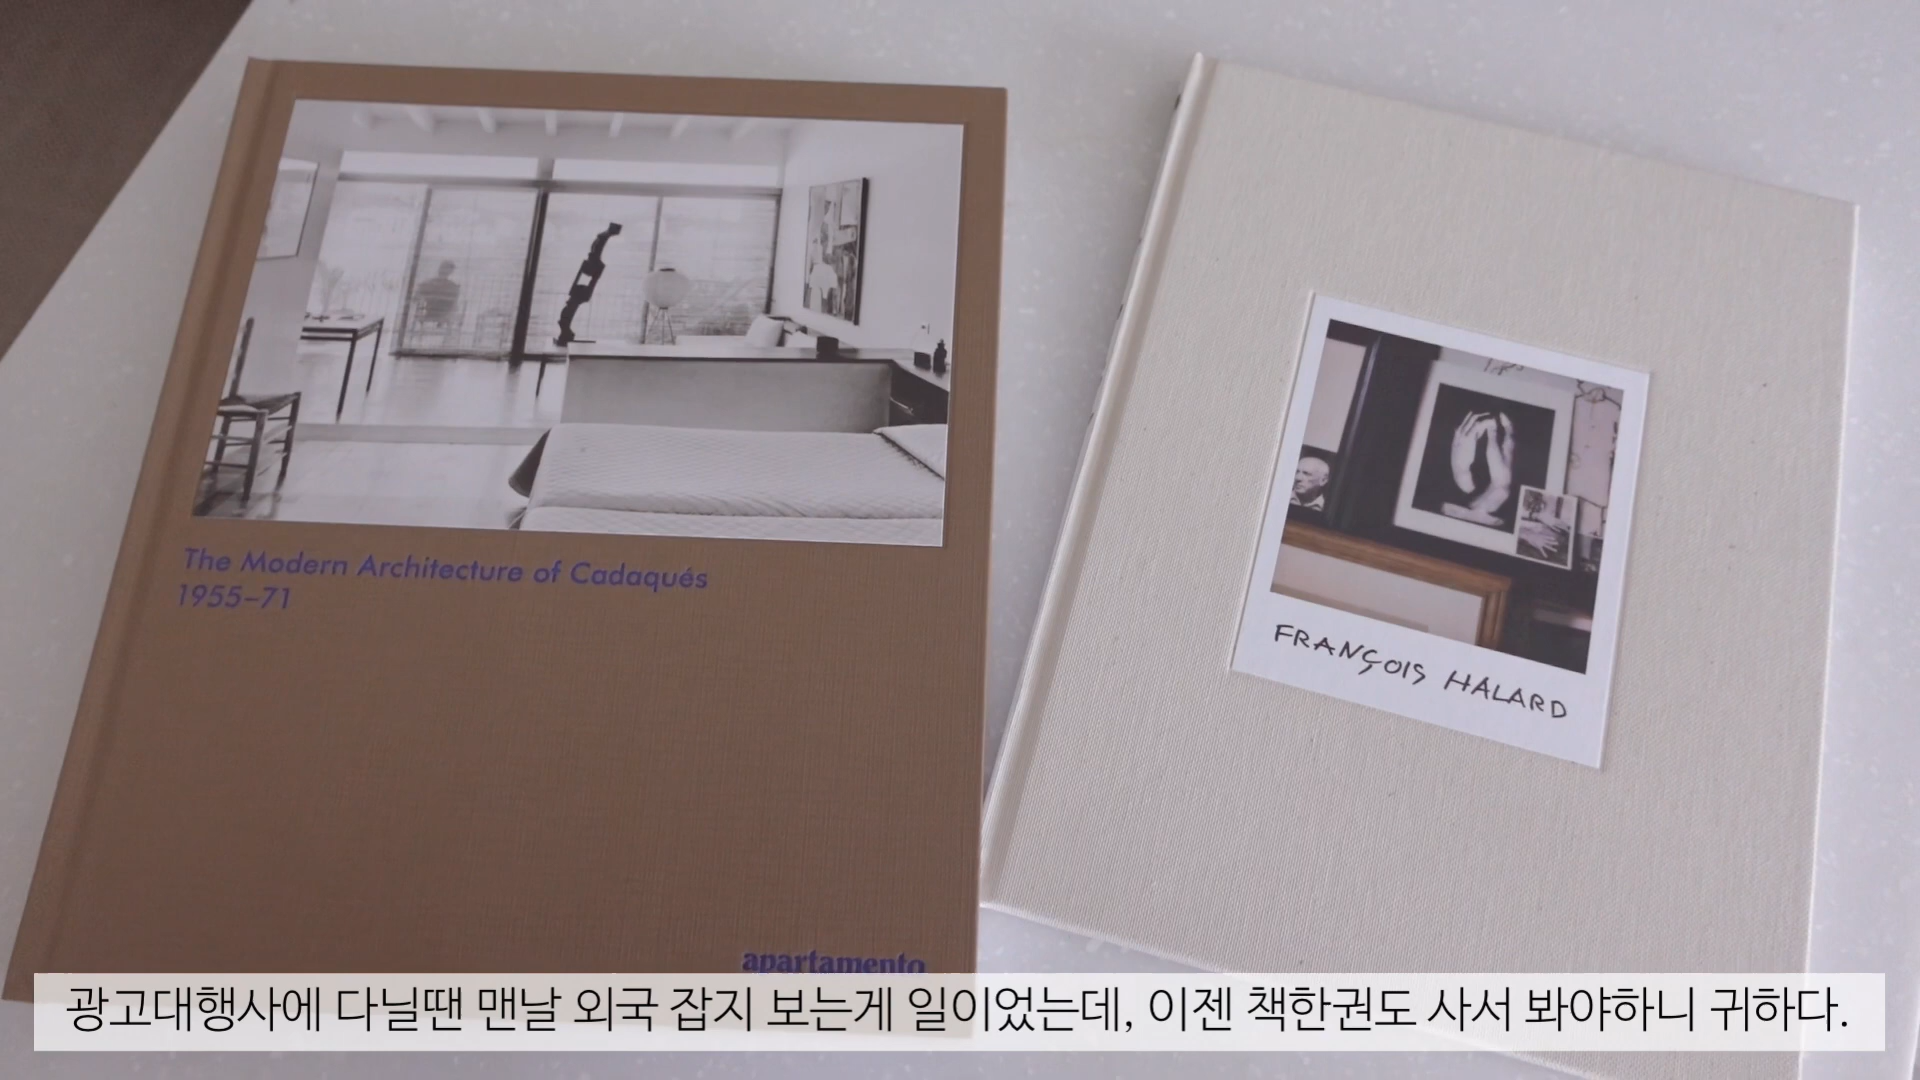 The Modern Architecture of Cadaqués
1955–71
apartamento
FRANÇOIS HALARD
광고대행사에 다닐땐 맨날 외국 잡지 보는게 일이었는데, 이젠 책한권도 사서 봐야하니 귀하다.